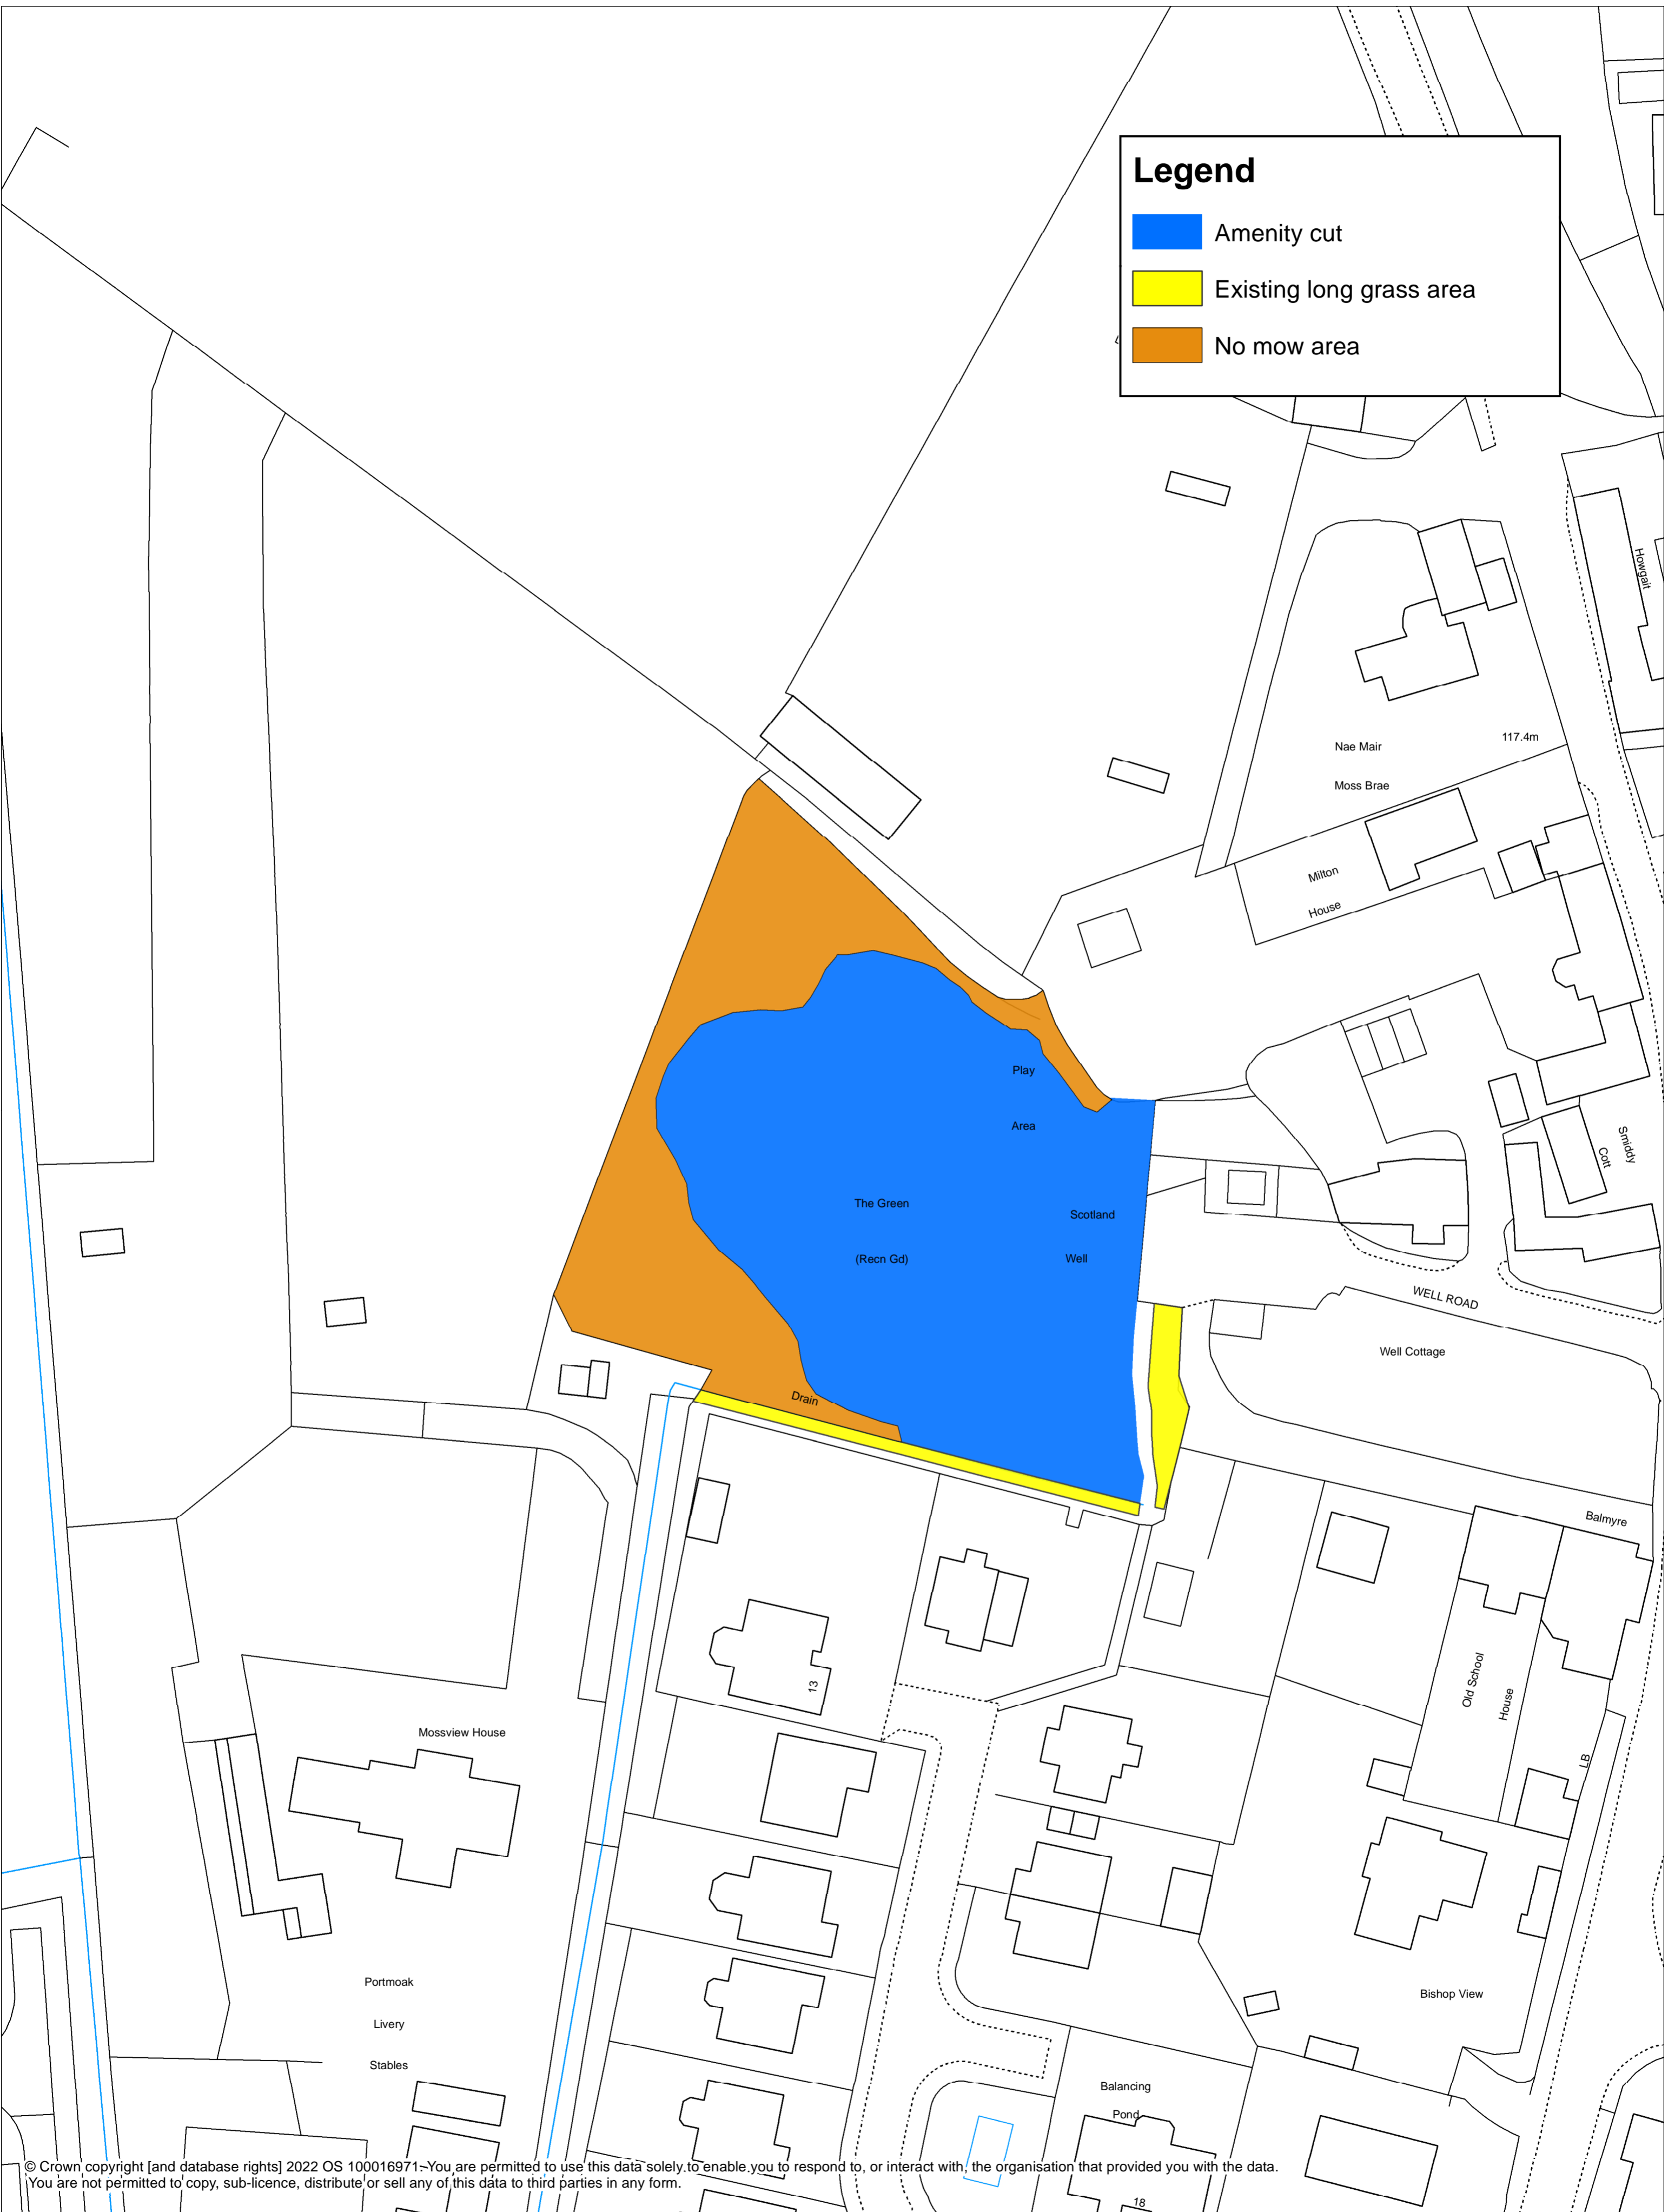 Legend
Amenity cut
Existing long grass area
No mow area
Howgait
Nae Mair
117.4m
Moss Brae
Milton
House
Play
Area
Smiddy
Cott
The Green
Scotland
(Recn Gd)
Well
WELL ROAD
Well Cottage
Drain
Balmyre
Old School
House
13
Mossview House
LB
Portmoak
Livery
Stables
Bishop View
Balancing
Pond
© Crown copyright [and database rights] 2022 OS 100016971. You are permitted to use this data solely to enable you to respond to, or interact with, the organisation that provided you with the data.
You are not permitted to copy, sub-licence, distribute or sell any of this data to third parties in any form.
18